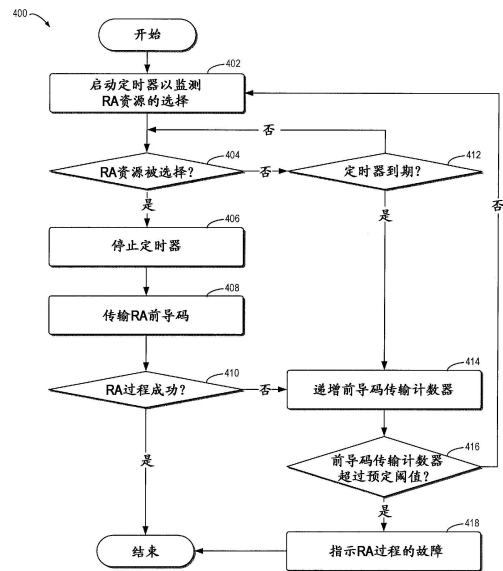 400
开始
402
启动定时器以监测
RA资源的选择
否
404
RA资源被选择?
否
412
定时器到期?
否
是
是
406
停止定时器
408
传输RA前导码
410
RA过程成功?
否
414
递增前导码传输计数器
416
前导码传输计数器
超过预定阈值?
是
是
418
指示RA过程的故障
结束